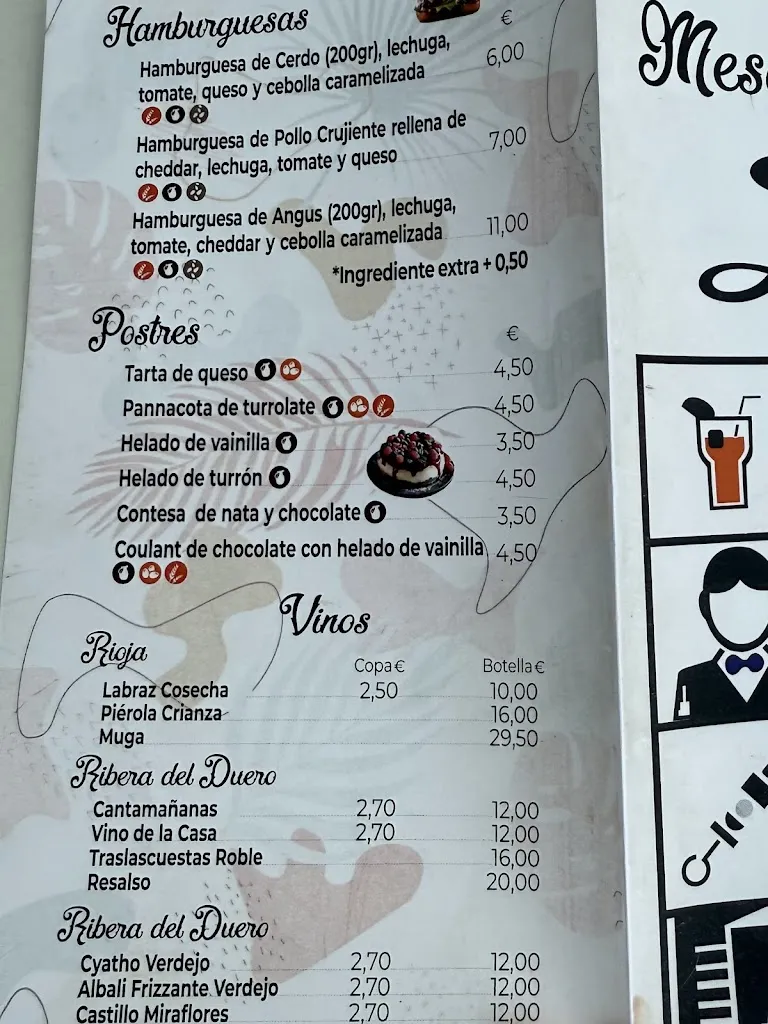 Hamburguesas €
Hamburguesa de Cerdo (200gr), lechuga, 6,00
tomate, queso y cebolla caramelizada
Hamburguesa de Pollo Crujiente rellena de 7,00
cheddar, lechuga, tomate y queso
Hamburguesa de Angus (200gr), lechuga, 11,00
tomate, cheddar y cebolla caramelizada
*Ingrediente extra + 0,50
Postres €
Tarta de queso 4,50
Pannacota de turrolate 4,50
Helado de vainilla 3,50
Helado de turrón 4,50
Contesa de nata y chocolate 3,50
Coulant de chocolate con helado de vainilla 4,50
Vinos
Rioja Copa € Botella €
Labraz Cosecha 2,50 10,00
Piérola Crianza 16,00
Muga 29,50
Ribera del Duero
Cantamañanas 2,70 12,00
Vino de la Casa 2,70 12,00
Traslascuestas Roble 16,00
Resalso 20,00
Ribera del Duero
Cyatho Verdejo 2,70 12,00
Albali Frizzante Verdejo 2,70 12,00
Castillo Miraflores 2,70 12,00
Mes